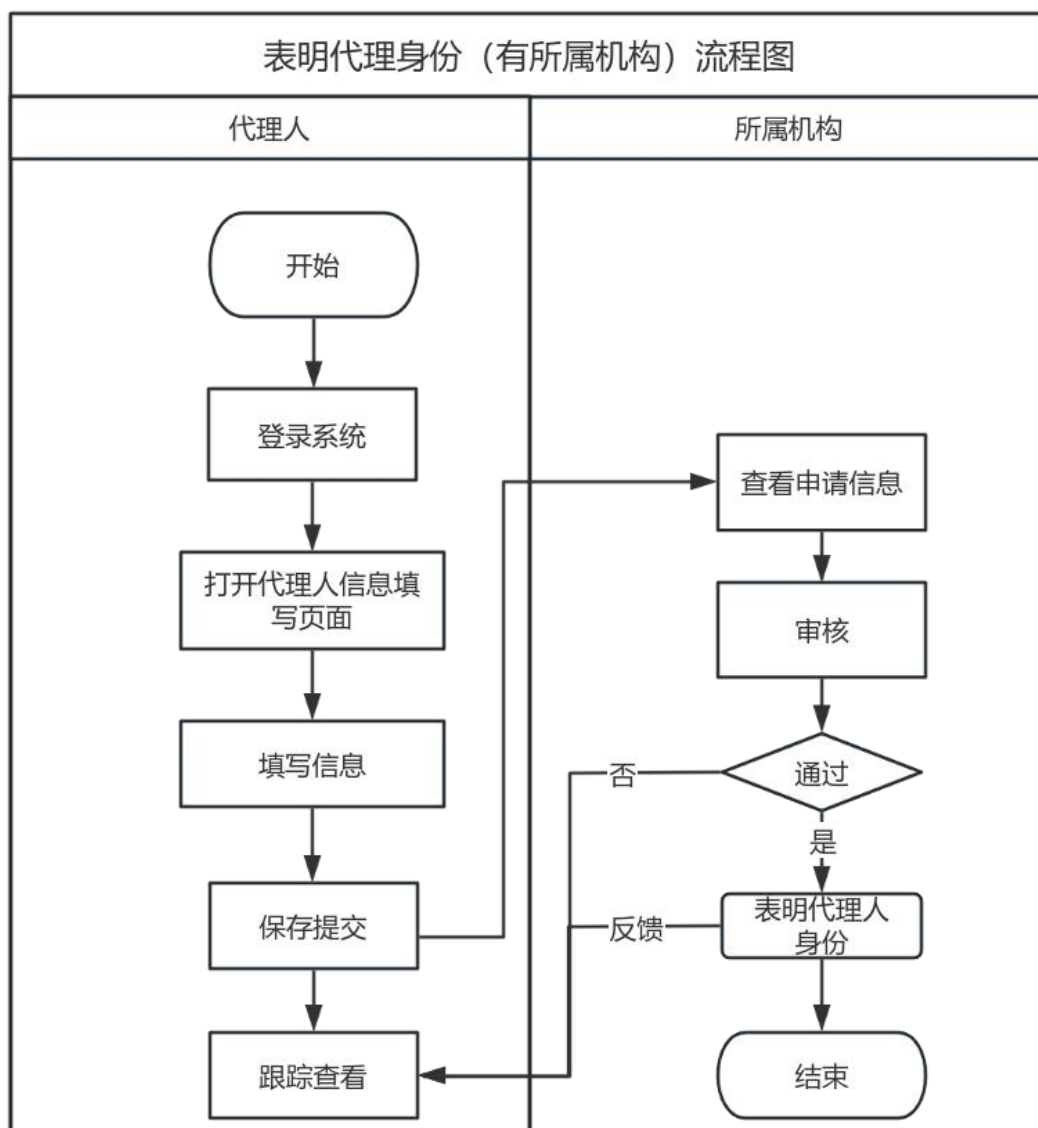 表明代理身份（有所属机构）流程图
代理人
所属机构
开始
登录系统
打开代理人信息填
写页面
填写信息
保存提交
跟踪查看
查看申请信息
审核
通过
否
是
表明代理人
身份
反馈
结束